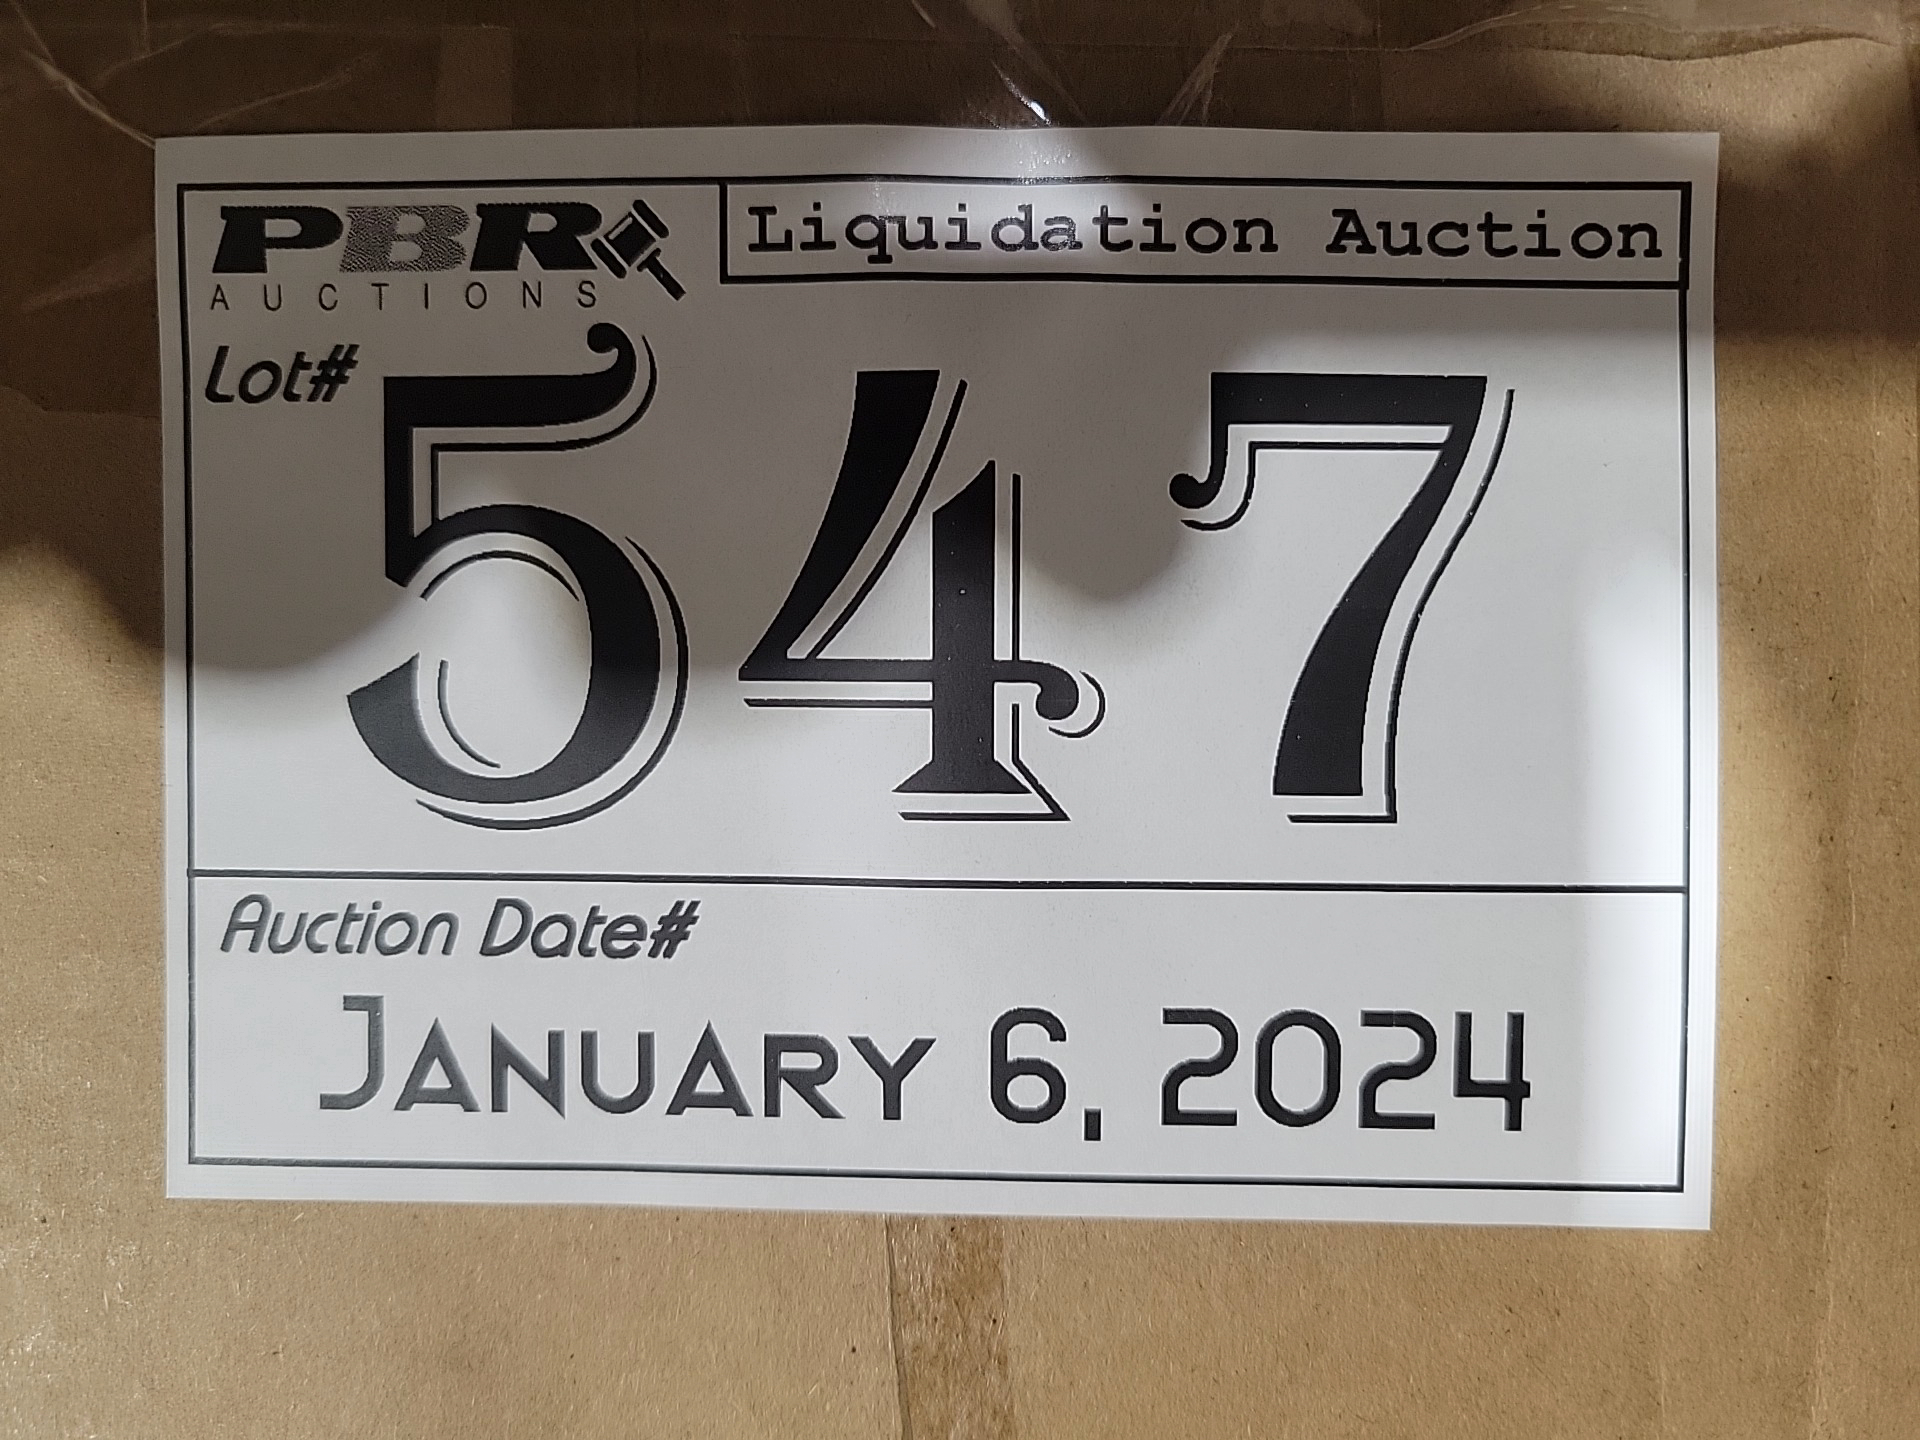 PBR
AUCTIONS
Liquidation Auction
Lot#
547
Auction Date#
January 6, 2024